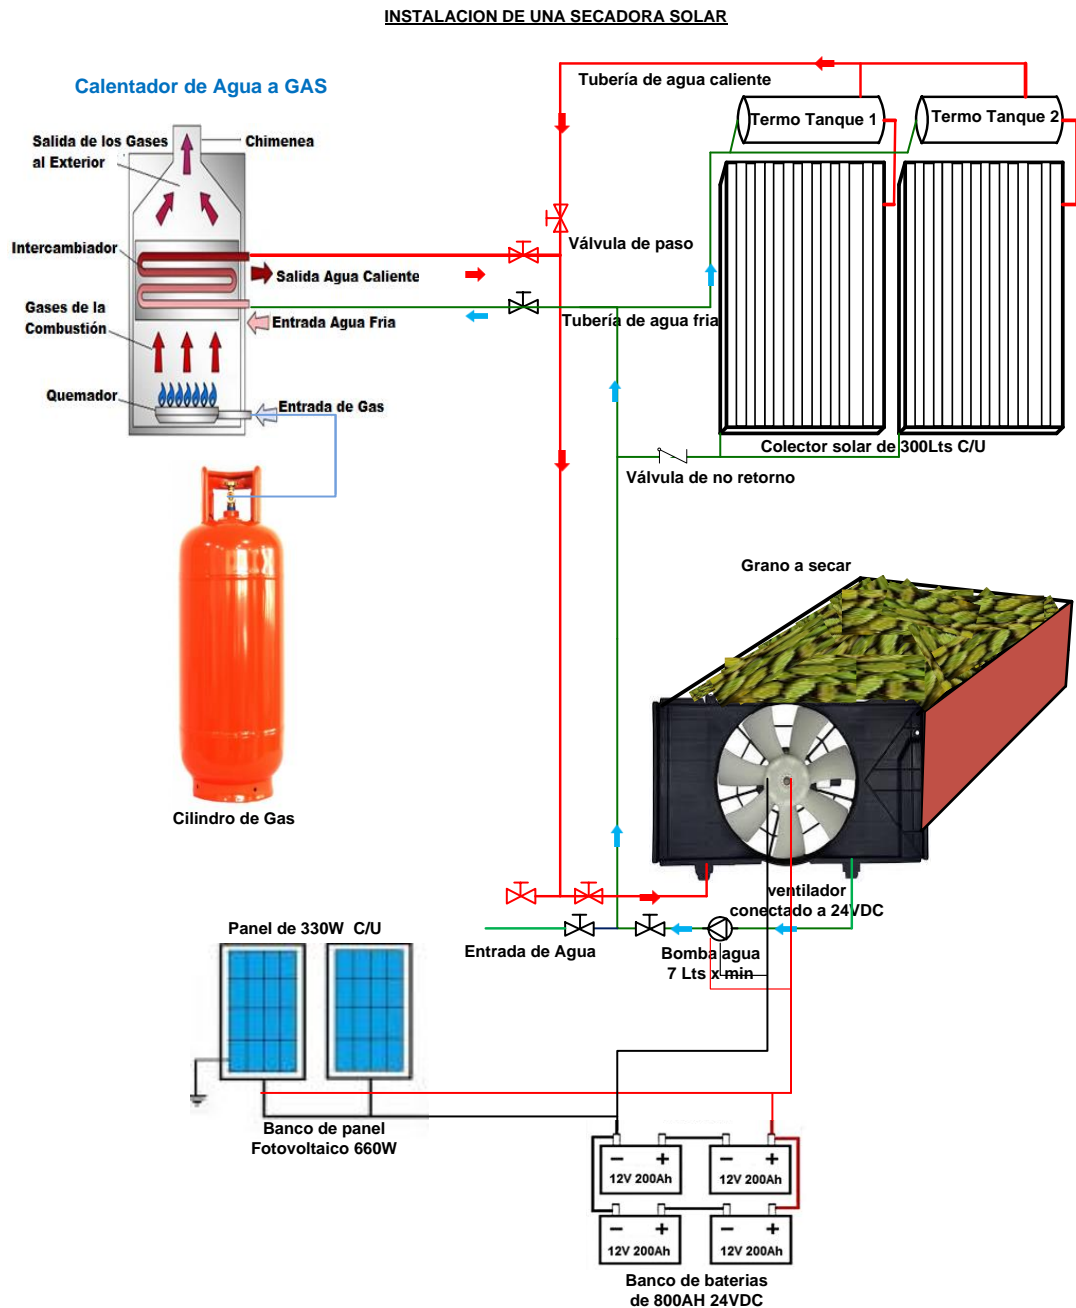 INSTALACION DE UNA SECADORA SOLAR
Calentador de Agua a GAS
Salida de los Gases
al Exterior
Chimenea
Intercambiador
Salida Agua Caliente
Gases de la
Combustión
Entrada Agua Fria
Quemador
Entrada de Gas
Cilindro de Gas
Tubería de agua caliente
Termo Tanque 1
Termo Tanque 2
Válvula de paso
Tubería de agua fria
Colector solar de 300Lts C/U
Válvula de no retorno
Grano a secar
ventilador
conectado a 24VDC
Entrada de Agua
Bomba agua
7 Lts x min
Panel de 330W C/U
Banco de panel
Fotovoltaico 660W
− +
12V 200Ah
− +
12V 200Ah
− +
12V 200Ah
− +
12V 200Ah
Banco de baterias
de 800AH 24VDC